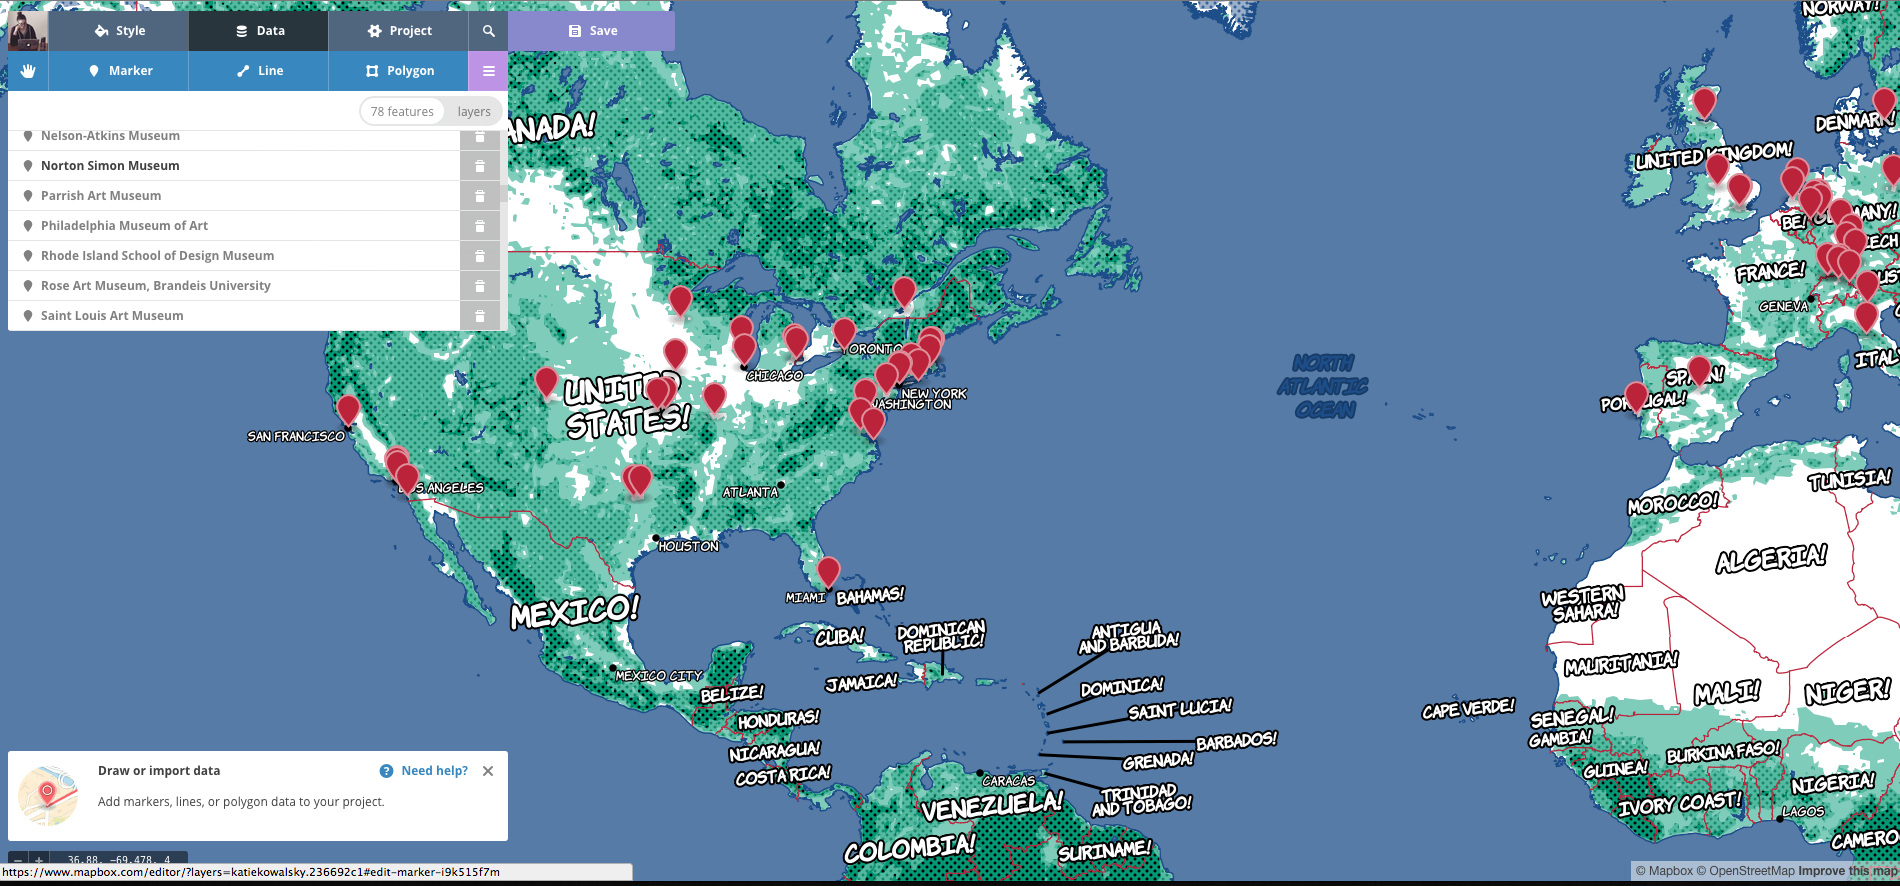 Style
Data
Project
Save
Marker
Line
Polygon
78 features
layers
Nelson-Atkins Museum
Norton Simon Museum
Parrish Art Museum
Philadelphia Museum of Art
Rhode Island School of Design Museum
Rose Art Museum, Brandeis University
Saint Louis Art Museum
NORWAY!
DENMARK!
UNITED KINGDOM!
BE!
FRANCE!
GENEVA
SPAIN!
PORTUGAL!
TORONTO
CHICAGO
NEW YORK
WASHINGTON
UNITED
STATES!
SAN FRANCISCO
LOS ANGELES
ATLANTA
HOUSTON
NORTH
ATLANTIC
OCEAN
TUNISIA!
MOROCCO!
ALGERIA!
WESTERN
SAHARA!
MIAMI
BAHAMAS!
MEXICO!
CUBA!
DOMINICAN
REPUBLIC!
ANTIGUA
AND BARBUDA!
MEXICO CITY
JAMAICA!
BELIZE!
DOMINICA!
MAURITANIA!
MALI!
NIGER!
HONDURAS!
SAINT LUCIA!
CAPE VERDE!
SENEGAL!
GAMBIA!
NICARAGUA!
BARBADOS!
BURKINA FASO!
COSTA RICA!
GRENADA!
GUINEA!
NIGERIA!
CARACAS
TRINIDAD
AND TOBAGO!
VENEZUELA!
IVORY COAST!
LAGOS
COLOMBIA!
SURINAME!
Draw or import data
Need help?
Add markers, lines, or polygon data to your project.
36.88, -69.478, 4
https://www.mapbox.com/editor/?layers=katiekowalsky.236692c1#edit-marker-i9k515f7m
© Mapbox © OpenStreetMap Improve this map